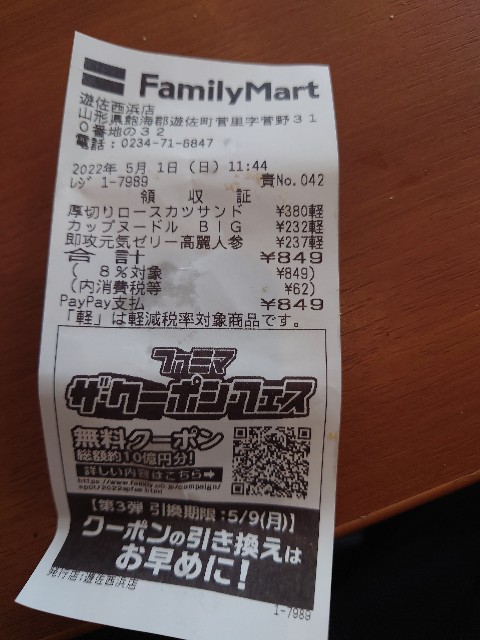 FamilyMart
遊佐西浜店
山形県飽海郡遊佐町菅里字菅野31
0番地の32
電話:0234-71-5847
2022年 5月 1日(日)11:44
レジ 1-7989 責No.042
領 収 証
厚切りロースカツサンド ¥380軽
カップヌードル BIG ¥232軽
即攻元気ゼリー高麗人参 ¥237軽
合 計 ¥849
( 8%対象 ¥849)
(内消費税等 ¥62)
PayPay支払 ¥849
「軽」は軽減税率対象商品です。
ファミマ
ザ・クーポン・フェス
無料クーポン
総額約10億円分!
詳しい内容はこちら→
https://www.family.co.jp/campaign/
spot/2022apfes.html
【第3弾 引換期限:5/9(月)】
クーポンの引き換えは
お早めに!
発行店:遊佐西浜店
1-7989